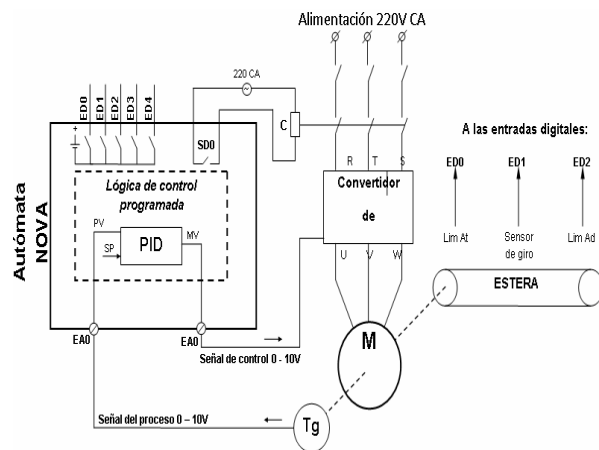 Alimentación 220V CA
220 CA
ED0
ED1
ED2
ED3
ED4
+
SD0
C
A las entradas digitales:
ED0
ED1
ED2
R
T
S
Lim At
Sensor
de giro
Lim Ad
Autómata
NOVA
Lógica de control
programada
PV
MV
SP
PID
Convertidor
de
U
V
W
ESTERA
EA0
EA0
Señal de control 0 - 10V
M
Señal del proceso 0 – 10V
Tg